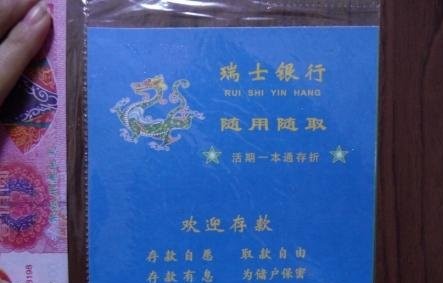 瑞士银行
RUI SHI YIN HANG
随用随取
活期一本通存折
欢迎存款
存款自愿 取款自由
存款有息 为储户保密